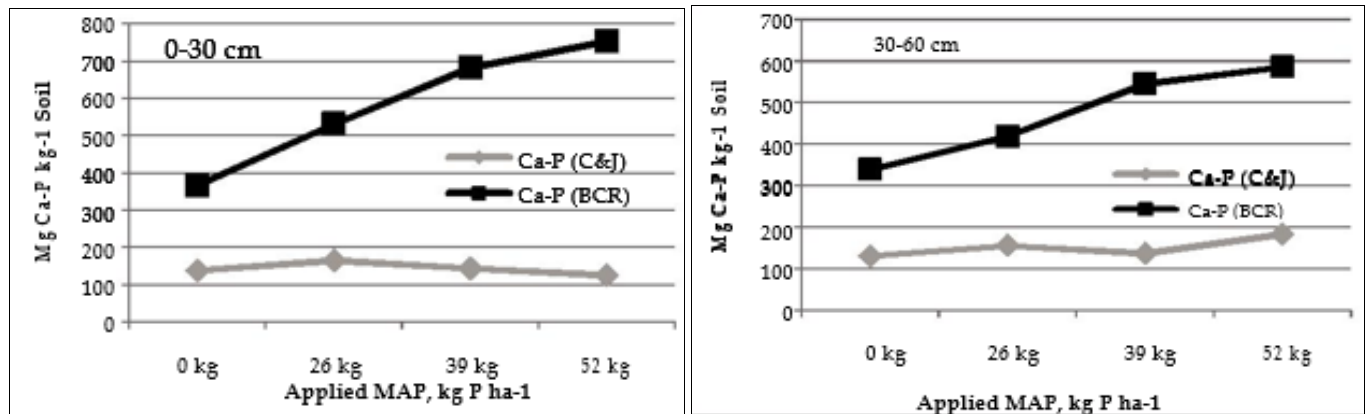 0-30 cm
Mg Ca-P kg-1 Soil
800
700
600
500
400
300
200
100
0
Ca-P (C&J)
Ca-P (BCR)
0 kg 26 kg 39 kg 52 kg
Applied MAP, kg P ha-1
30-60 cm
Mg Ca-P kg-1 Soil
700
600
500
400
300
200
100
0
Ca-P (C&J)
Ca-P (BCR)
0 kg 26 kg 39 kg 52 kg
Applied MAP, kg P ha-1